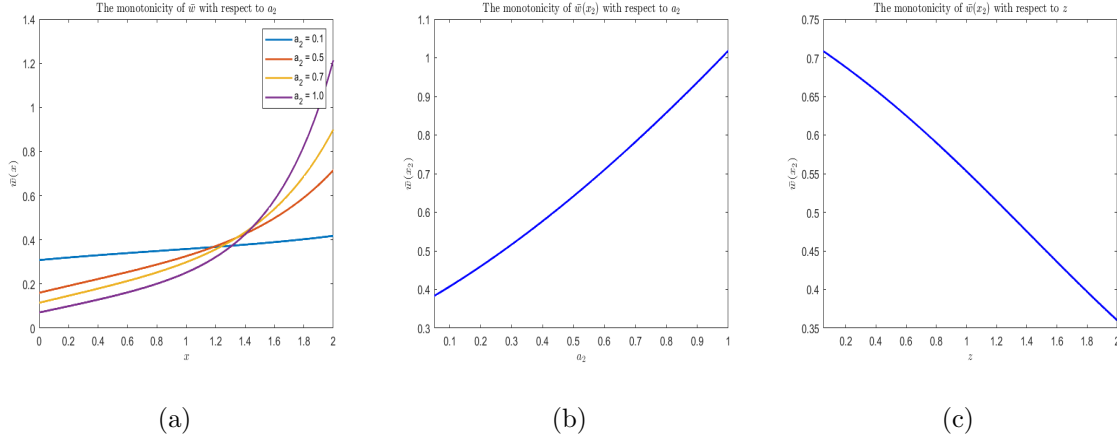 The monotonicity of w̄ with respect to a₂
1.4
1.2
1
0.8
0.6
0.4
0.2
0
w̄(x)
a₂ = 0.1
a₂ = 0.5
a₂ = 0.7
a₂ = 1.0
0 0.2 0.4 0.6 0.8 1 1.2 1.4 1.6 1.8 2
x
(a)
The monotonicity of w̄(x₂) with respect to a₂
1.1
1
0.9
0.8
0.7
0.6
0.5
0.4
0.3
w̄(x₂)
0.1 0.2 0.3 0.4 0.5 0.6 0.7 0.8 0.9 1
a₂
(b)
The monotonicity of w̄(x₂) with respect to z
0.75
0.7
0.65
0.6
0.55
0.5
0.45
0.4
0.35
w̄(x₂)
0.2 0.4 0.6 0.8 1 1.2 1.4 1.6 1.8 2
z
(c)